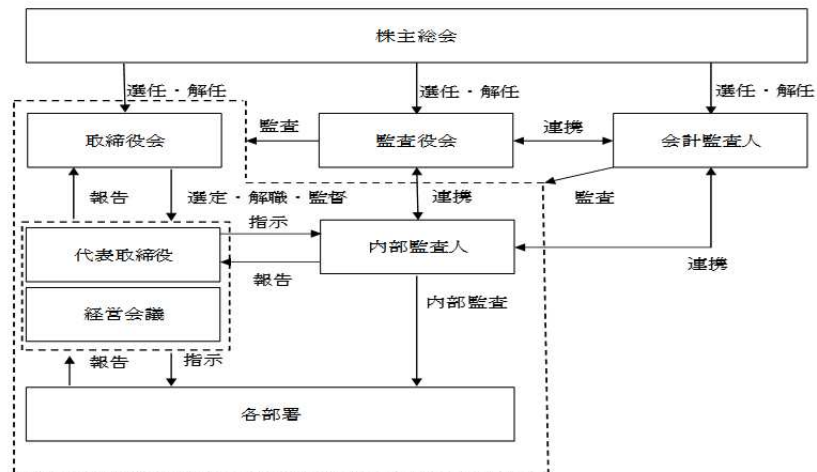 株主総会
選任・解任
選任・解任
選任・解任
取締役会
監査
監査役会
連携
会計監査人
報告
選定・解職・監督
連携
監査
代表取締役
指示
報告
内部監査人
連携
経営会議
内部監査
報告
指示
各部署